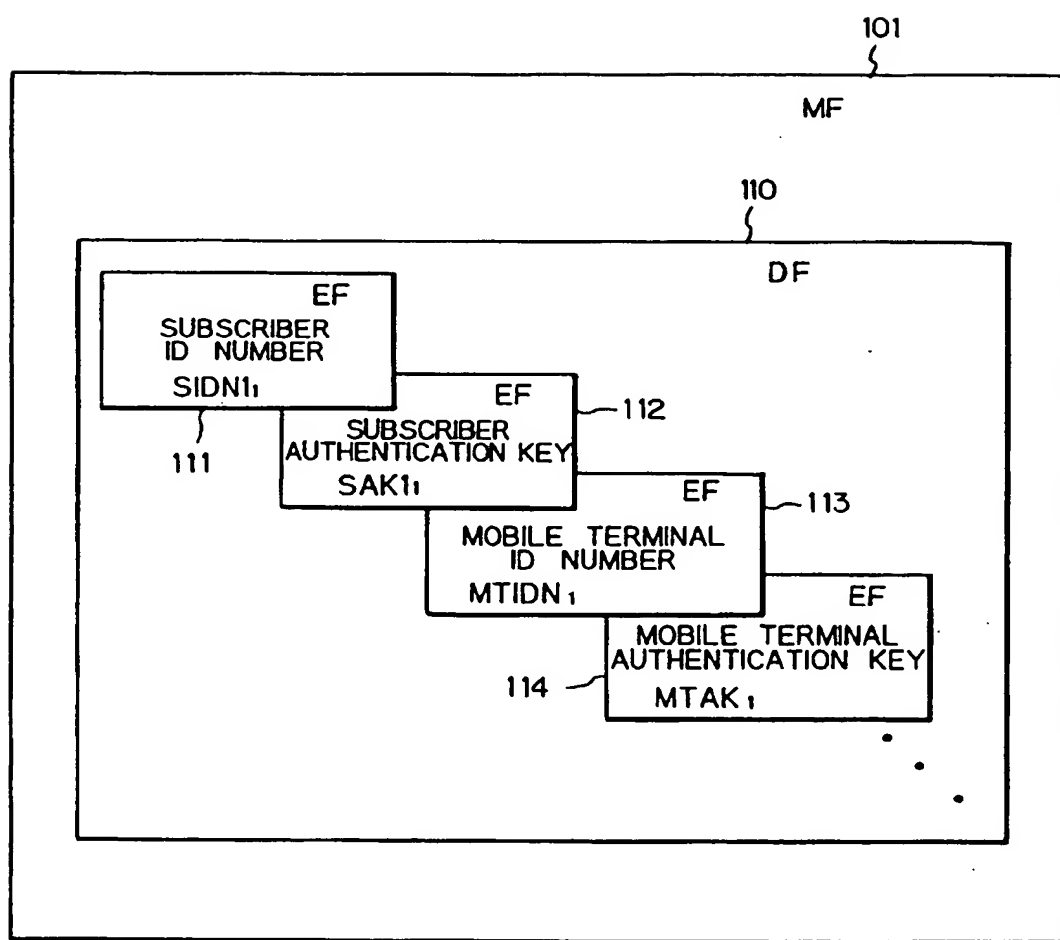 101
MF
110
DF
EF
SUBSCRIBER
ID NUMBER
SIDN1₁
111
EF
112
SUBSCRIBER
AUTHENTICATION KEY
SAK1₁
EF
113
MOBILE TERMINAL
ID NUMBER
MTIDN₁
EF
MOBILE TERMINAL
AUTHENTICATION KEY
114
MTAK₁